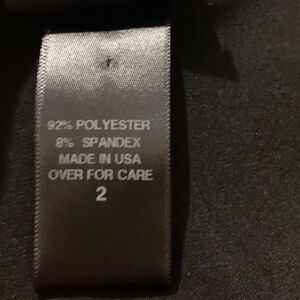 92% POLYESTER
8% SPANDEX
MADE IN USA
OVER FOR CARE
2